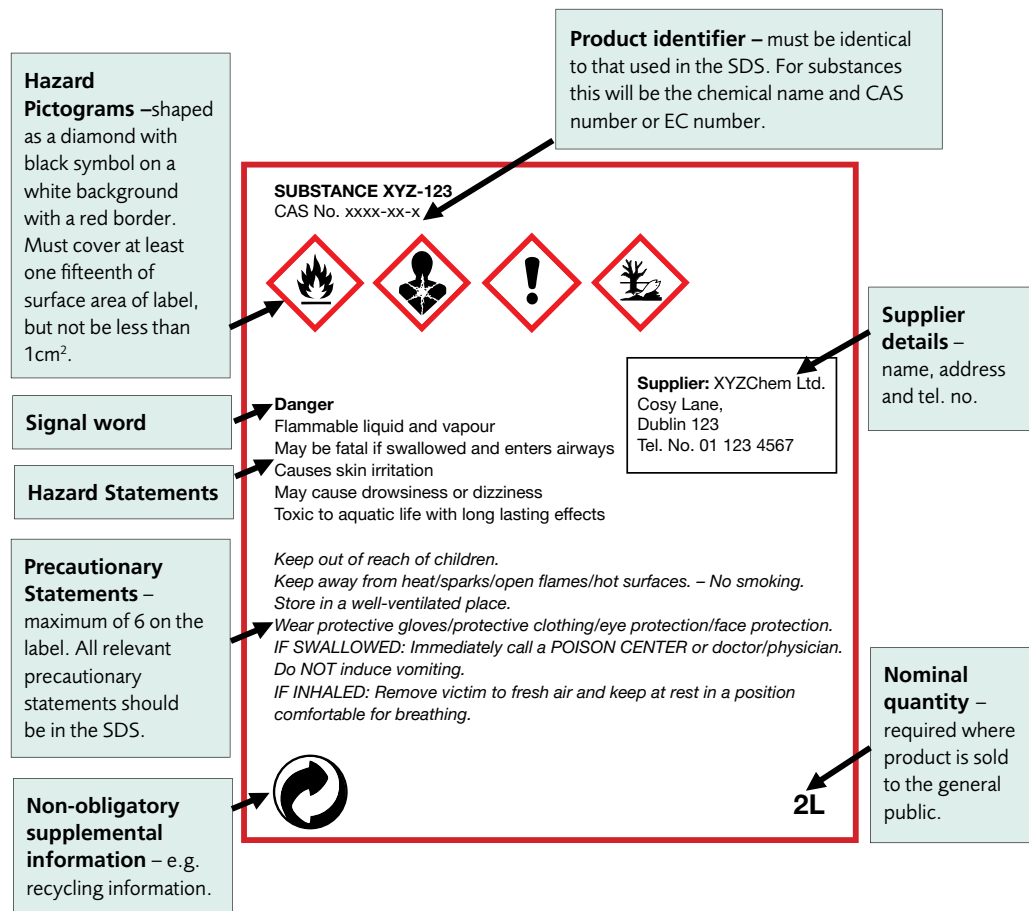 Product identifier – must be identical
to that used in the SDS. For substances
this will be the chemical name and CAS
number or EC number.
Hazard
Pictograms –shaped
as a diamond with
black symbol on a
white background
with a red border.
Must cover at least
one fifteenth of
surface area of label,
but not be less than
1cm².
SUBSTANCE XYZ-123
CAS No. xxxx-xx-x
Supplier
details –
name, address
and tel. no.
Supplier: XYZChem Ltd.
Cosy Lane,
Dublin 123
Tel. No. 01 123 4567
Signal word
Danger
Flammable liquid and vapour
May be fatal if swallowed and enters airways
Causes skin irritation
May cause drowsiness or dizziness
Toxic to aquatic life with long lasting effects
Hazard Statements
Precautionary
Statements –
maximum of 6 on the
label. All relevant
precautionary
statements should
be in the SDS.
Keep out of reach of children.
Keep away from heat/sparks/open flames/hot surfaces. – No smoking.
Store in a well-ventilated place.
Wear protective gloves/protective clothing/eye protection/face protection.
IF SWALLOWED: Immediately call a POISON CENTER or doctor/physician.
Do NOT induce vomiting.
IF INHALED: Remove victim to fresh air and keep at rest in a position
comfortable for breathing.
Nominal
quantity –
required where
product is sold
to the general
public.
Non-obligatory
supplemental
information – e.g.
recycling information.
2L